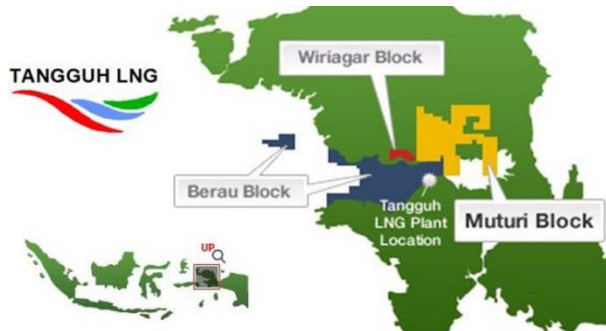 TANGGUH LNG
Wiriagar Block
Berau Block
Tangguh
LNG Plant
Location
Muturi Block
UP